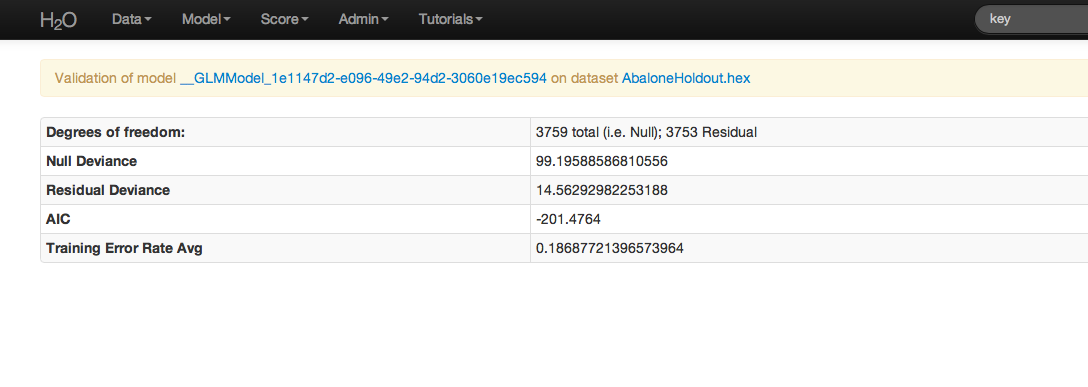 H2O Data Model Score Admin Tutorials key
Validation of model __GLMModel_1e1147d2-e096-49e2-94d2-3060e19ec594 on dataset AbaloneHoldout.hex
Degrees of freedom: 3759 total (i.e. Null); 3753 Residual
Null Deviance 99.19588586810556
Residual Deviance 14.56292982253188
AIC -201.4764
Training Error Rate Avg 0.18687721396573964